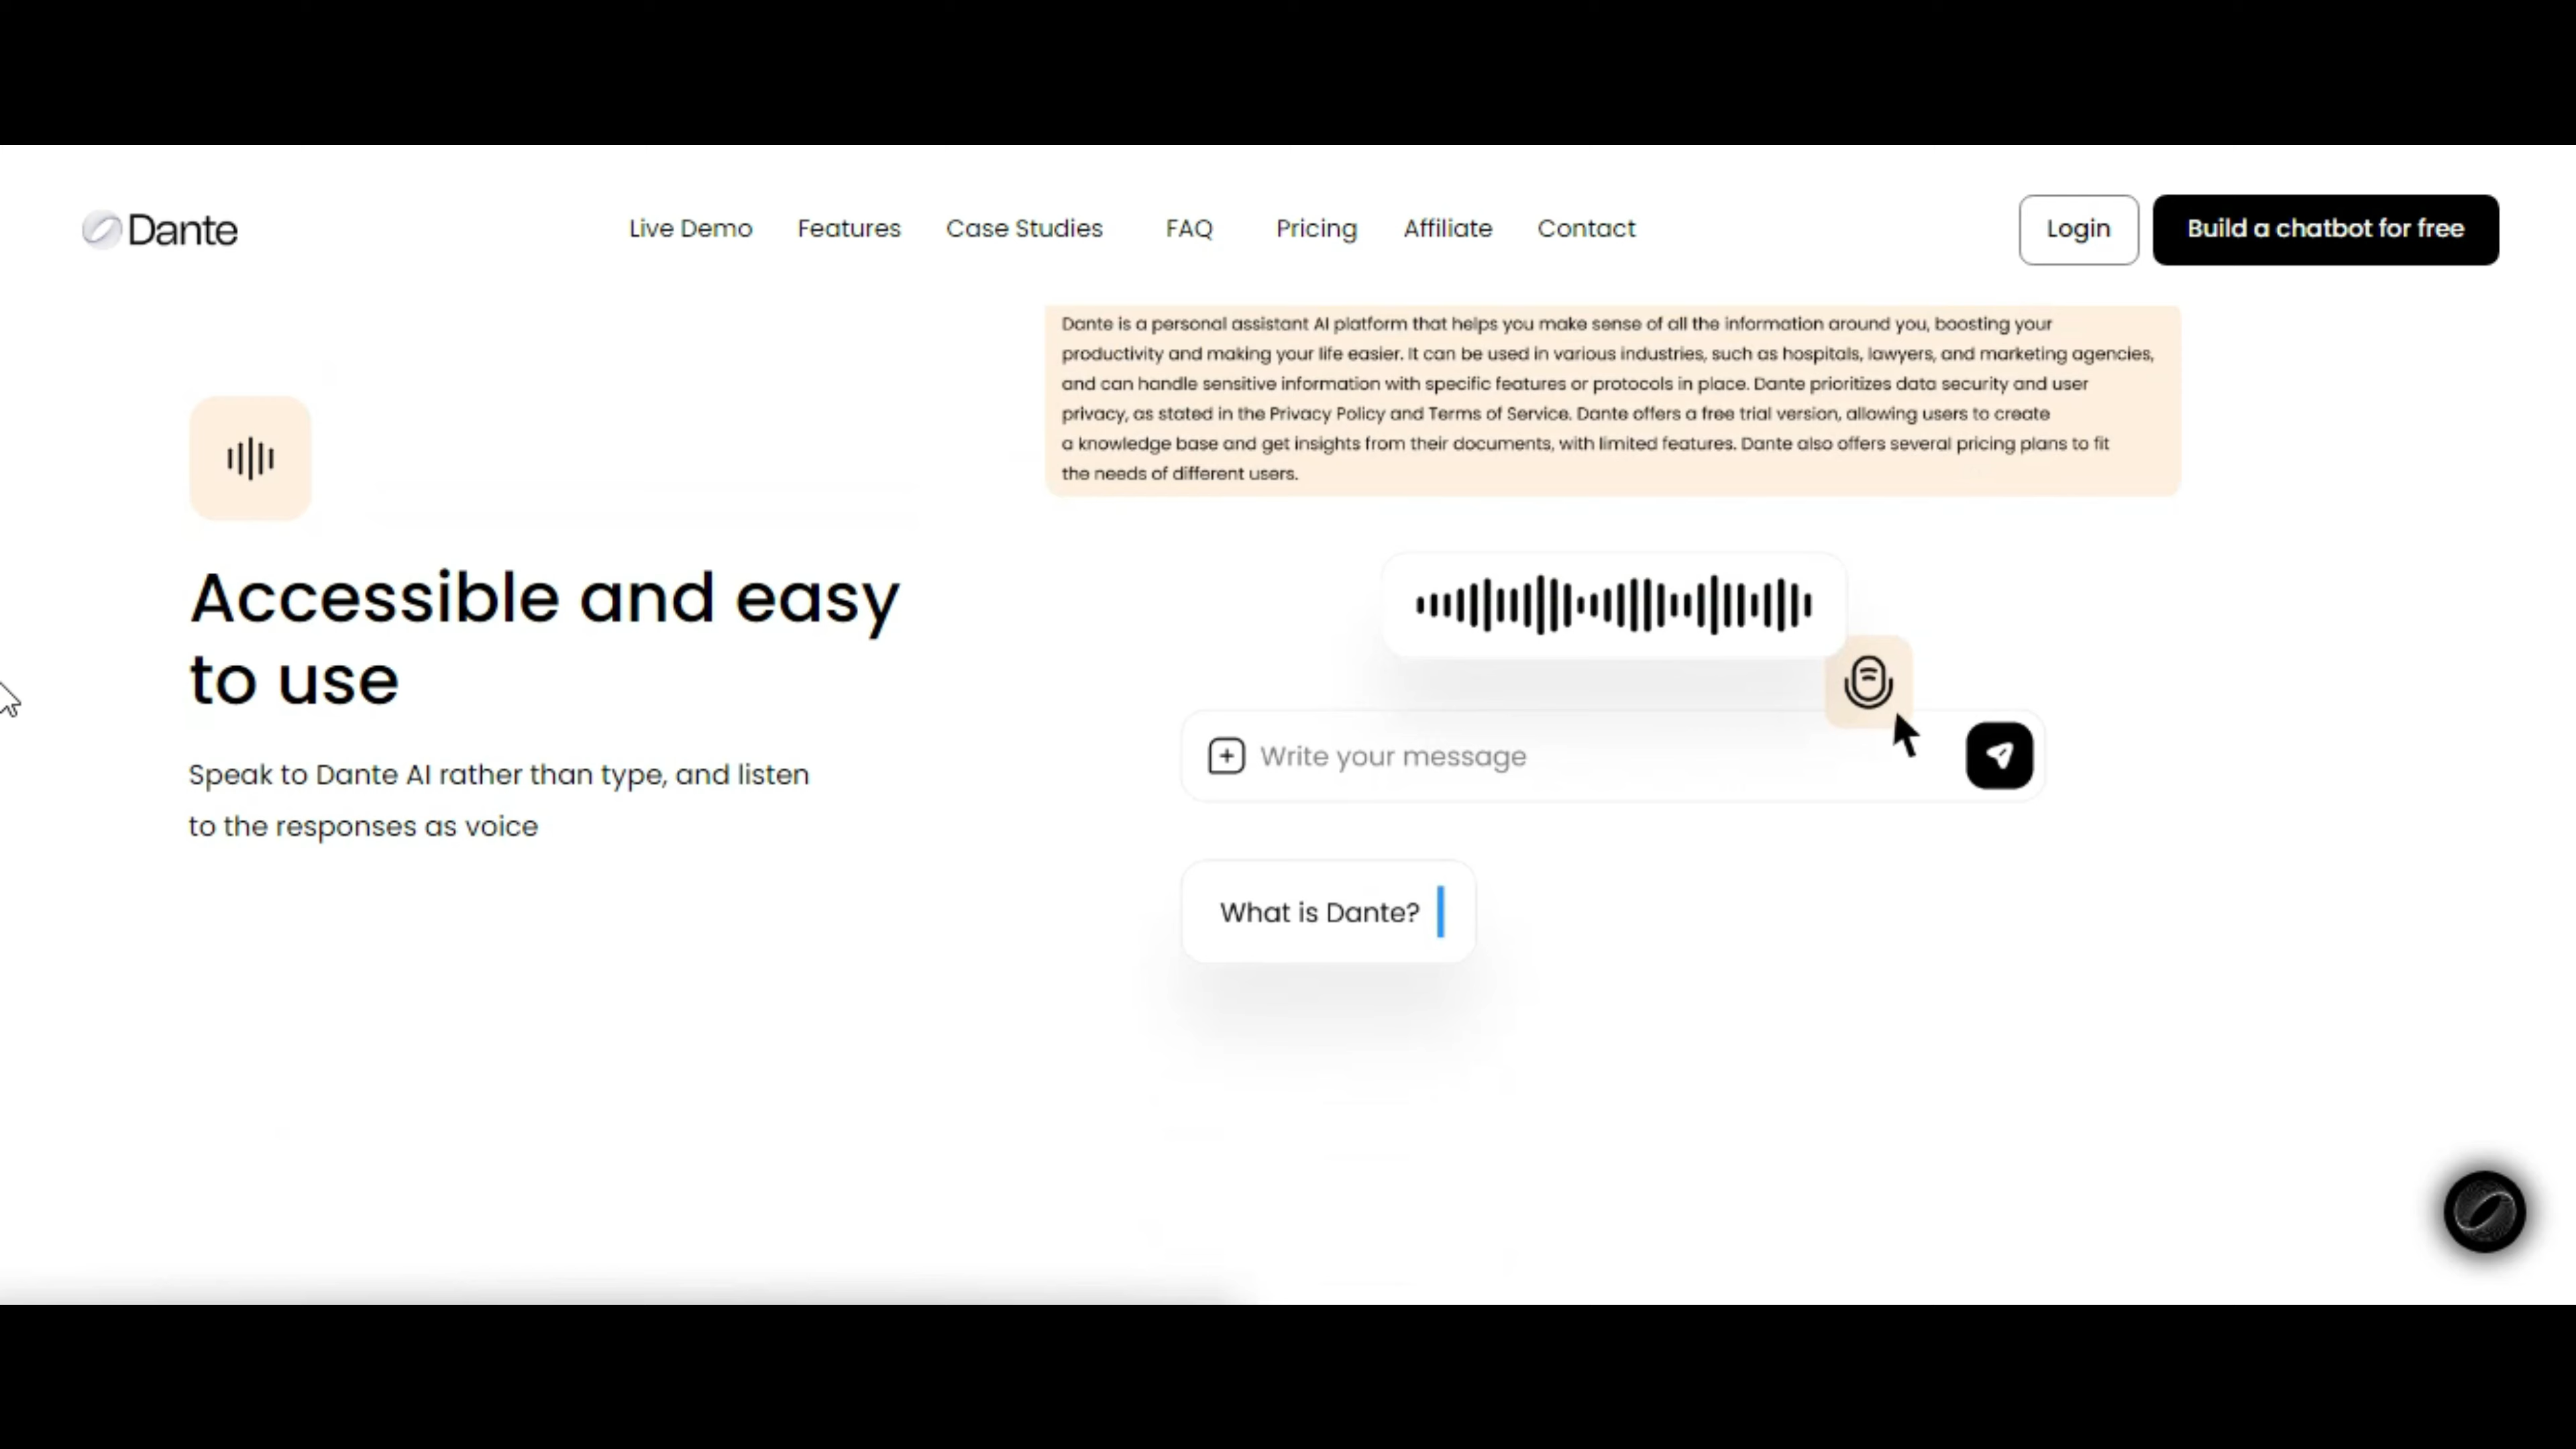 Dante
Live Demo
Features
Case Studies
FAQ
Pricing
Affiliate
Contact
Login
Build a chatbot for free
Dante is a personal assistant AI platform that helps you make sense of all the information around you, boosting your
productivity and making your life easier. It can be used in various industries, such as hospitals, lawyers, and marketing agencies,
and can handle sensitive information with specific features or protocols in place. Dante prioritizes data security and user
privacy, as stated in the Privacy Policy and Terms of Service. Dante offers a free trial version, allowing users to create
a knowledge base and get insights from their documents, with limited features. Dante also offers several pricing plans to fit
the needs of different users.
Accessible and easy
to use
Speak to Dante AI rather than type, and listen
to the responses as voice
Write your message
What is Dante?